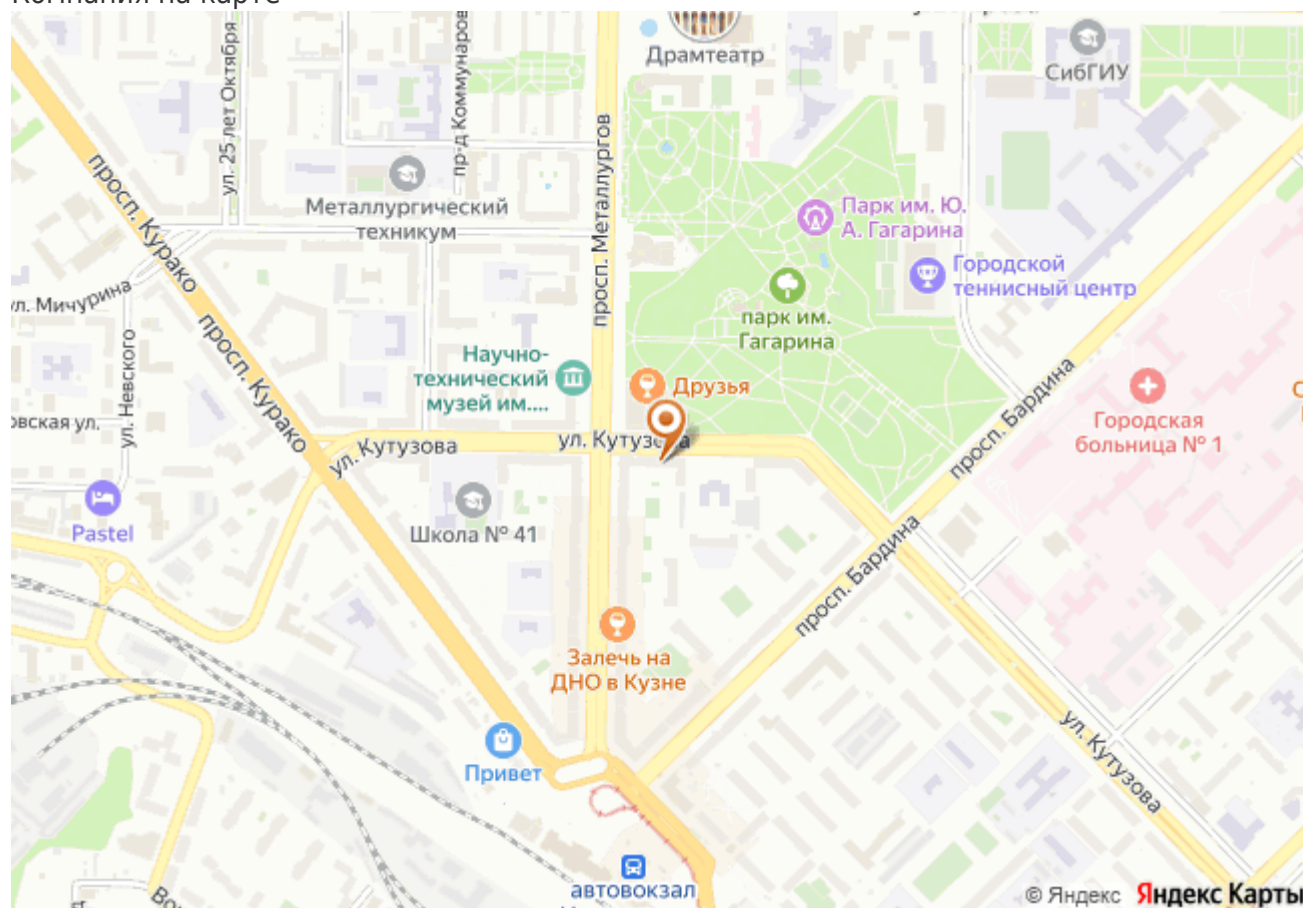 Компания на карте
Драмтеатр
СибГИУ
ул. 25 лет Октября
пр-д Коммунаров
просп. Металлургов
просп. Курако
Металлургический
техникум
Парк им. Ю.
А. Гагарина
Городской
теннисный центр
ул. Мичурина
парк им.
Гагарина
просп. Курако
ул. Невского
Научно-
технический
музей им....
Друзья
просп. Бардина
Городская
больница № 1
овская ул.
ул. Кутузова
ул. Кутузова
Pastel
Школа № 41
просп. Бардина
Залечь на
ДНО в Кузне
ул. Кутузова
Привет
автовокзал
© Яндекс Яндекс Карты